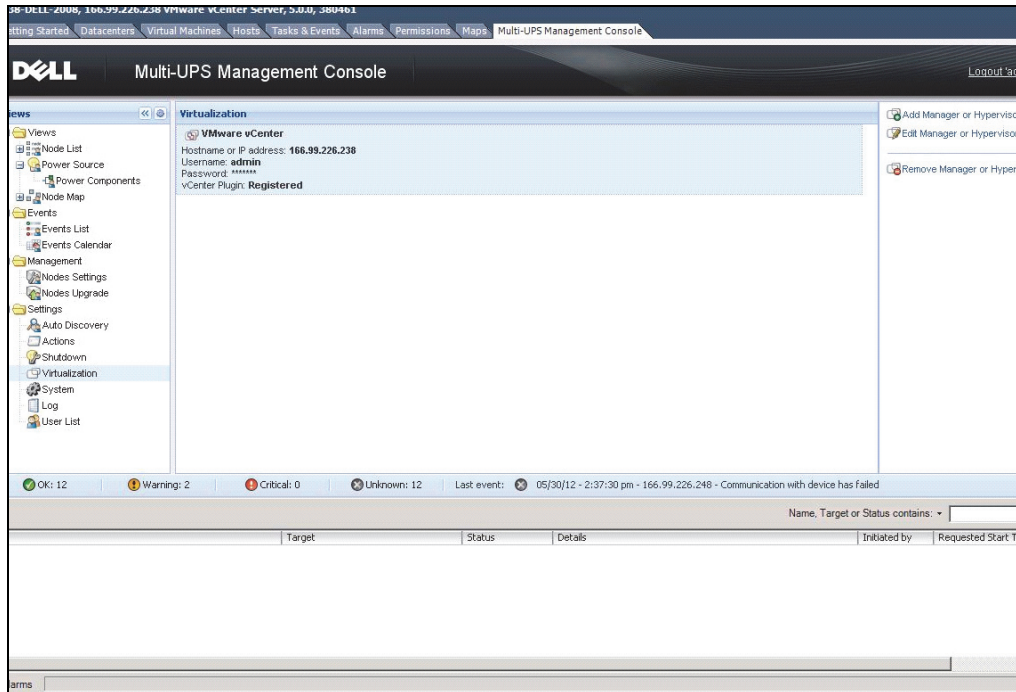 38-DELL-2008, 166.99.226.238 VMware vCenter Server, 5.0.0, 380461
etting Started Datacenters Virtual Machines Hosts Tasks & Events Alarms Permissions Maps Multi-UPS Management Console
DELL Multi-UPS Management Console Logout 'ad
iews
Virtualization
Views
Node List
Power Source
Power Components
Node Map
Events
Events List
Events Calendar
Management
Nodes Settings
Nodes Upgrade
Settings
Auto Discovery
Actions
Shutdown
Virtualization
System
Log
User List
VMware vCenter
Hostname or IP address: 166.99.226.238
Username: admin
Password: *******
vCenter Plugin: Registered
Add Manager or Hyperviso
Edit Manager or Hypervisor
Remove Manager or Hyper
OK: 12 Warning: 2 Critical: 0 Unknown: 12 Last event: 05/30/12 - 2:37:30 pm - 166.99.226.248 - Communication with device has failed
Name, Target or Status contains:
Target Status Details Initiated by Requested Start T
larms